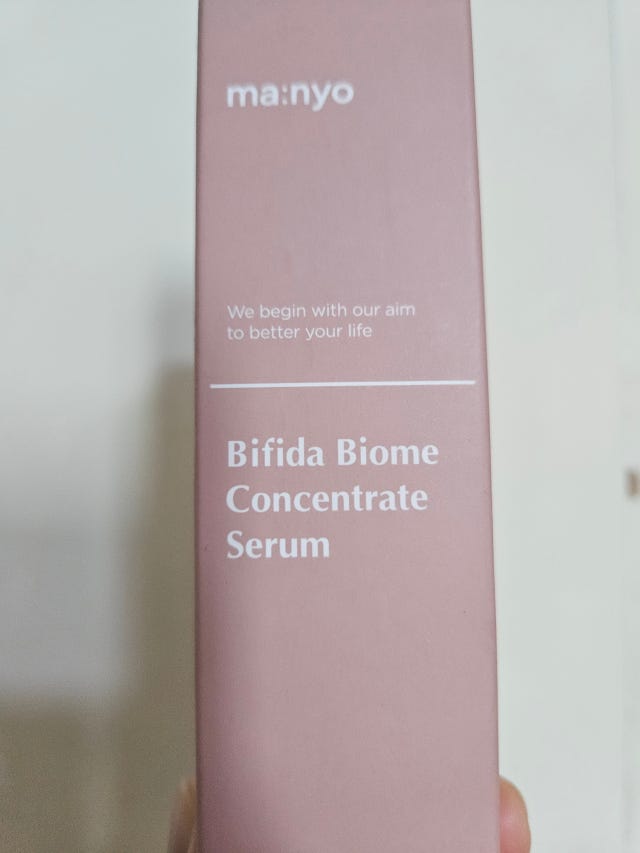 ma:nyo
We begin with our aim
to better your life
Bifida Biome
Concentrate
Serum